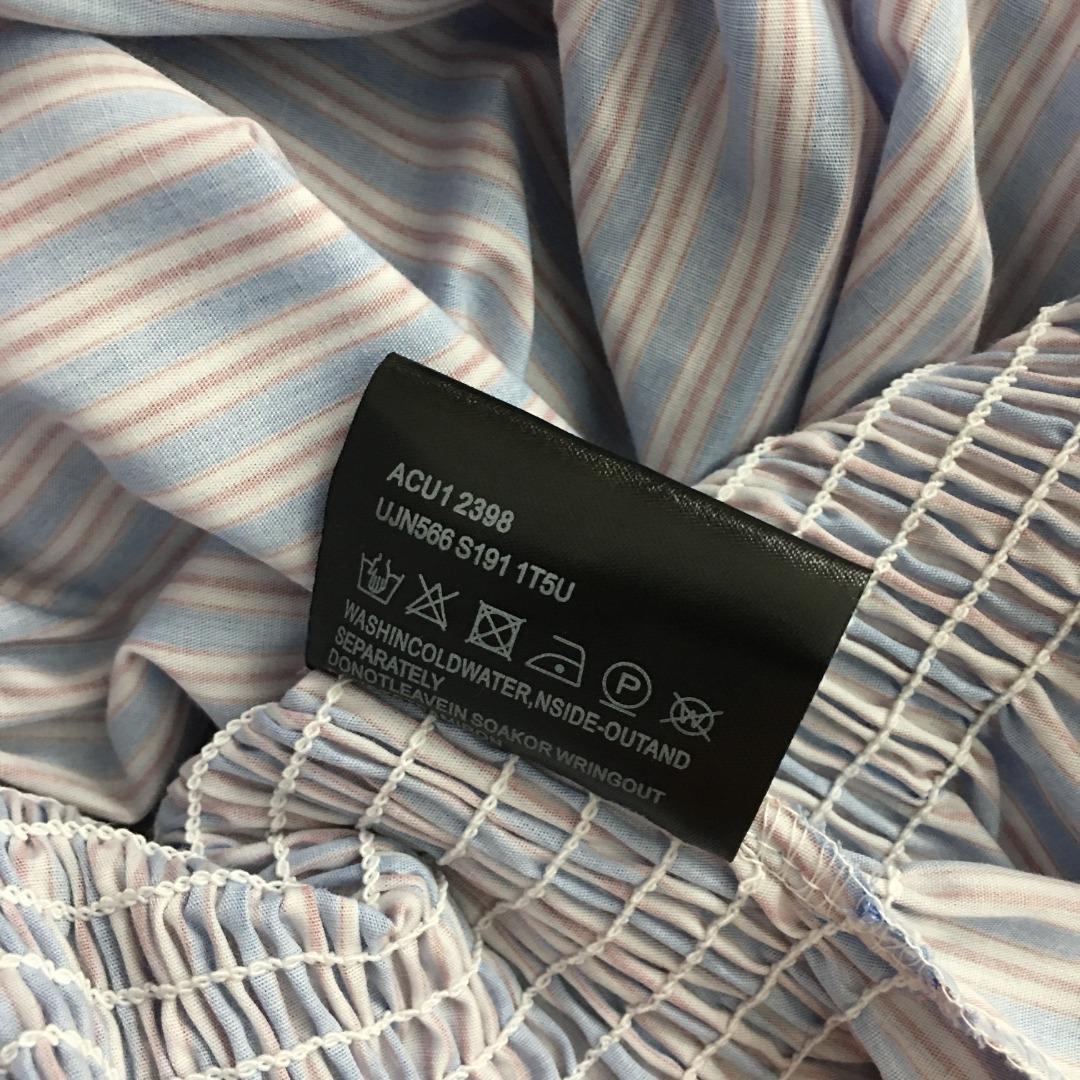 ACU1 2398
UJN566 S191 1T5U
P W
WASHINCOLDWATER,NSIDE-OUTAND
SEPARATELY
DONOTLEAVEIN SOAKOR WRINGOUT